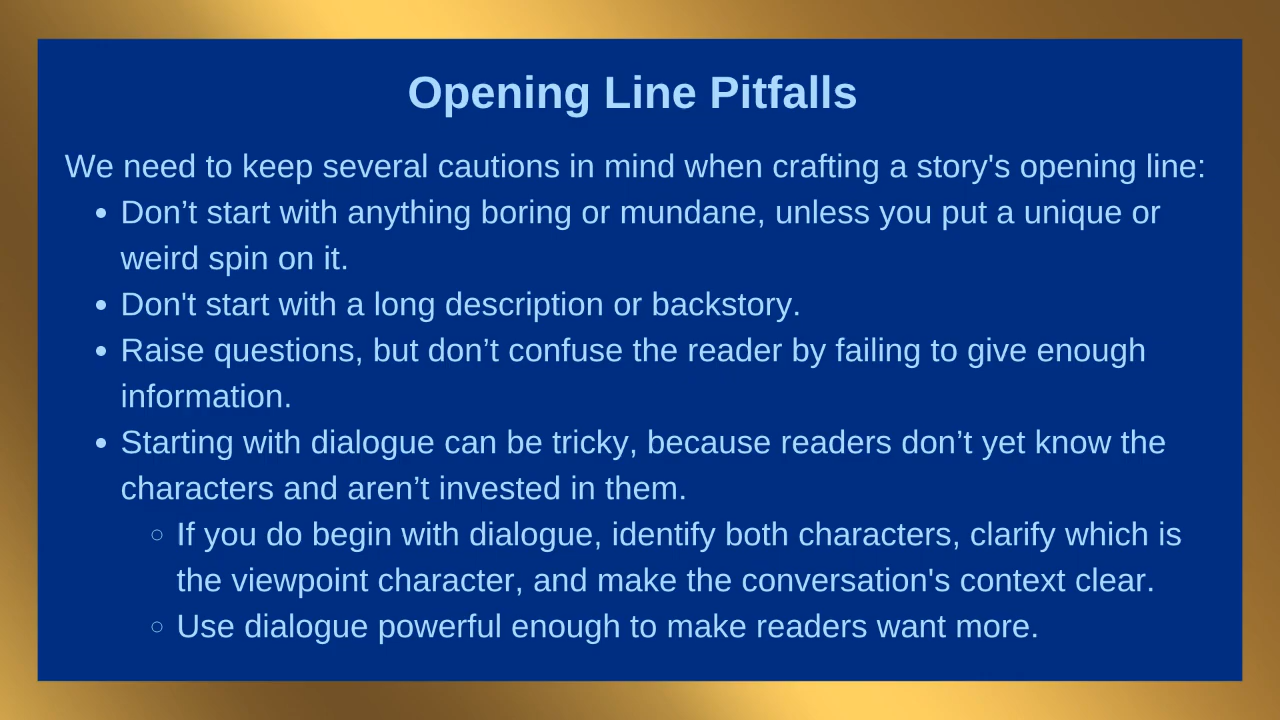 Opening Line Pitfalls
We need to keep several cautions in mind when crafting a story's opening line:
• Don’t start with anything boring or mundane, unless you put a unique or
weird spin on it.
• Don't start with a long description or backstory.
• Raise questions, but don’t confuse the reader by failing to give enough
information.
• Starting with dialogue can be tricky, because readers don’t yet know the
characters and aren’t invested in them.
○ If you do begin with dialogue, identify both characters, clarify which is
the viewpoint character, and make the conversation's context clear.
○ Use dialogue powerful enough to make readers want more.